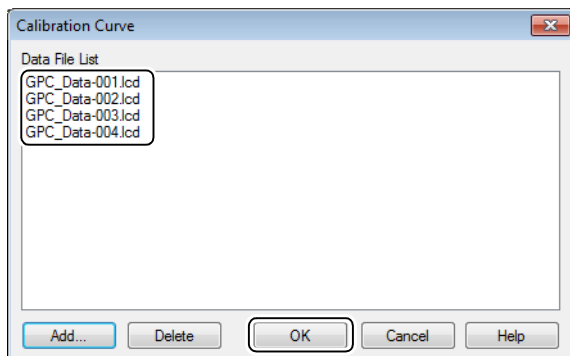 Calibration Curve
Data File List
GPC_Data-001.lcd
GPC_Data-002.lcd
GPC_Data-003.lcd
GPC_Data-004.lcd
Add... Delete OK Cancel Help